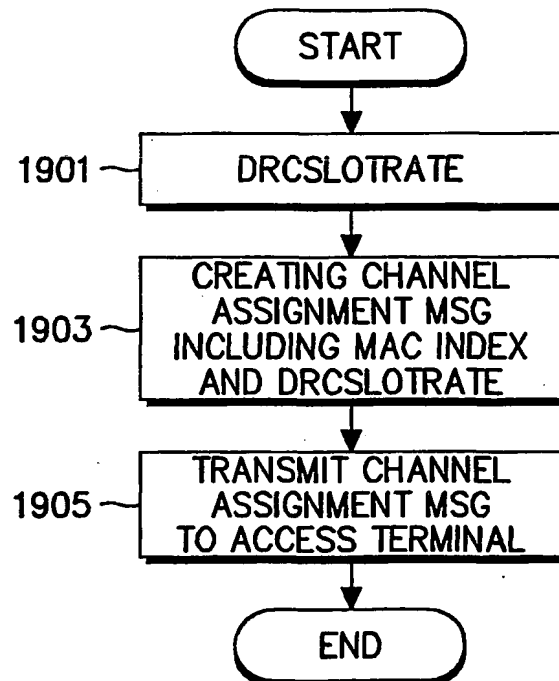 START
1901
DRCSLOTRATE
1903
CREATING CHANNEL
ASSIGNMENT MSG
INCLUDING MAC INDEX
AND DRCSLOTRATE
1905
TRANSMIT CHANNEL
ASSIGNMENT MSG
TO ACCESS TERMINAL
END